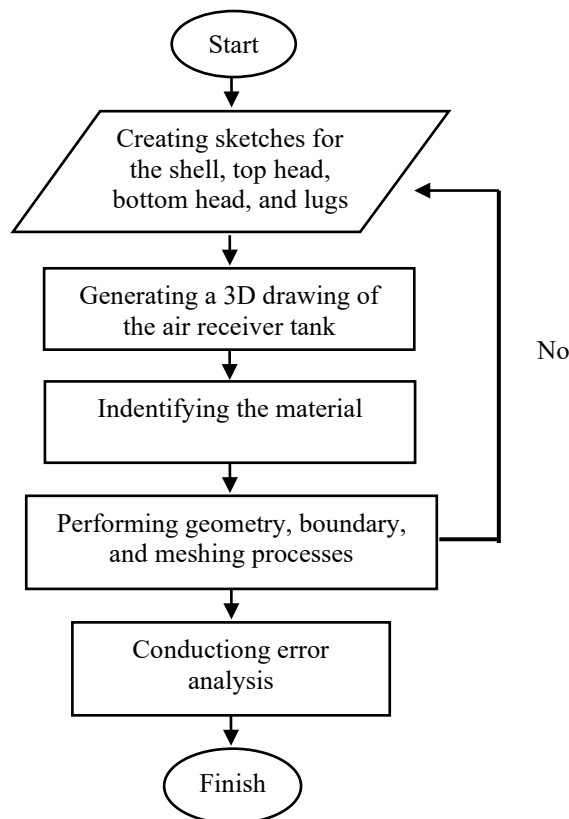 Start
Creating sketches for
the shell, top head,
bottom head, and lugs
Generating a 3D drawing of
the air receiver tank
No
Indentifying the material
Performing geometry, boundary,
and meshing processes
Conductiong error
analysis
Finish